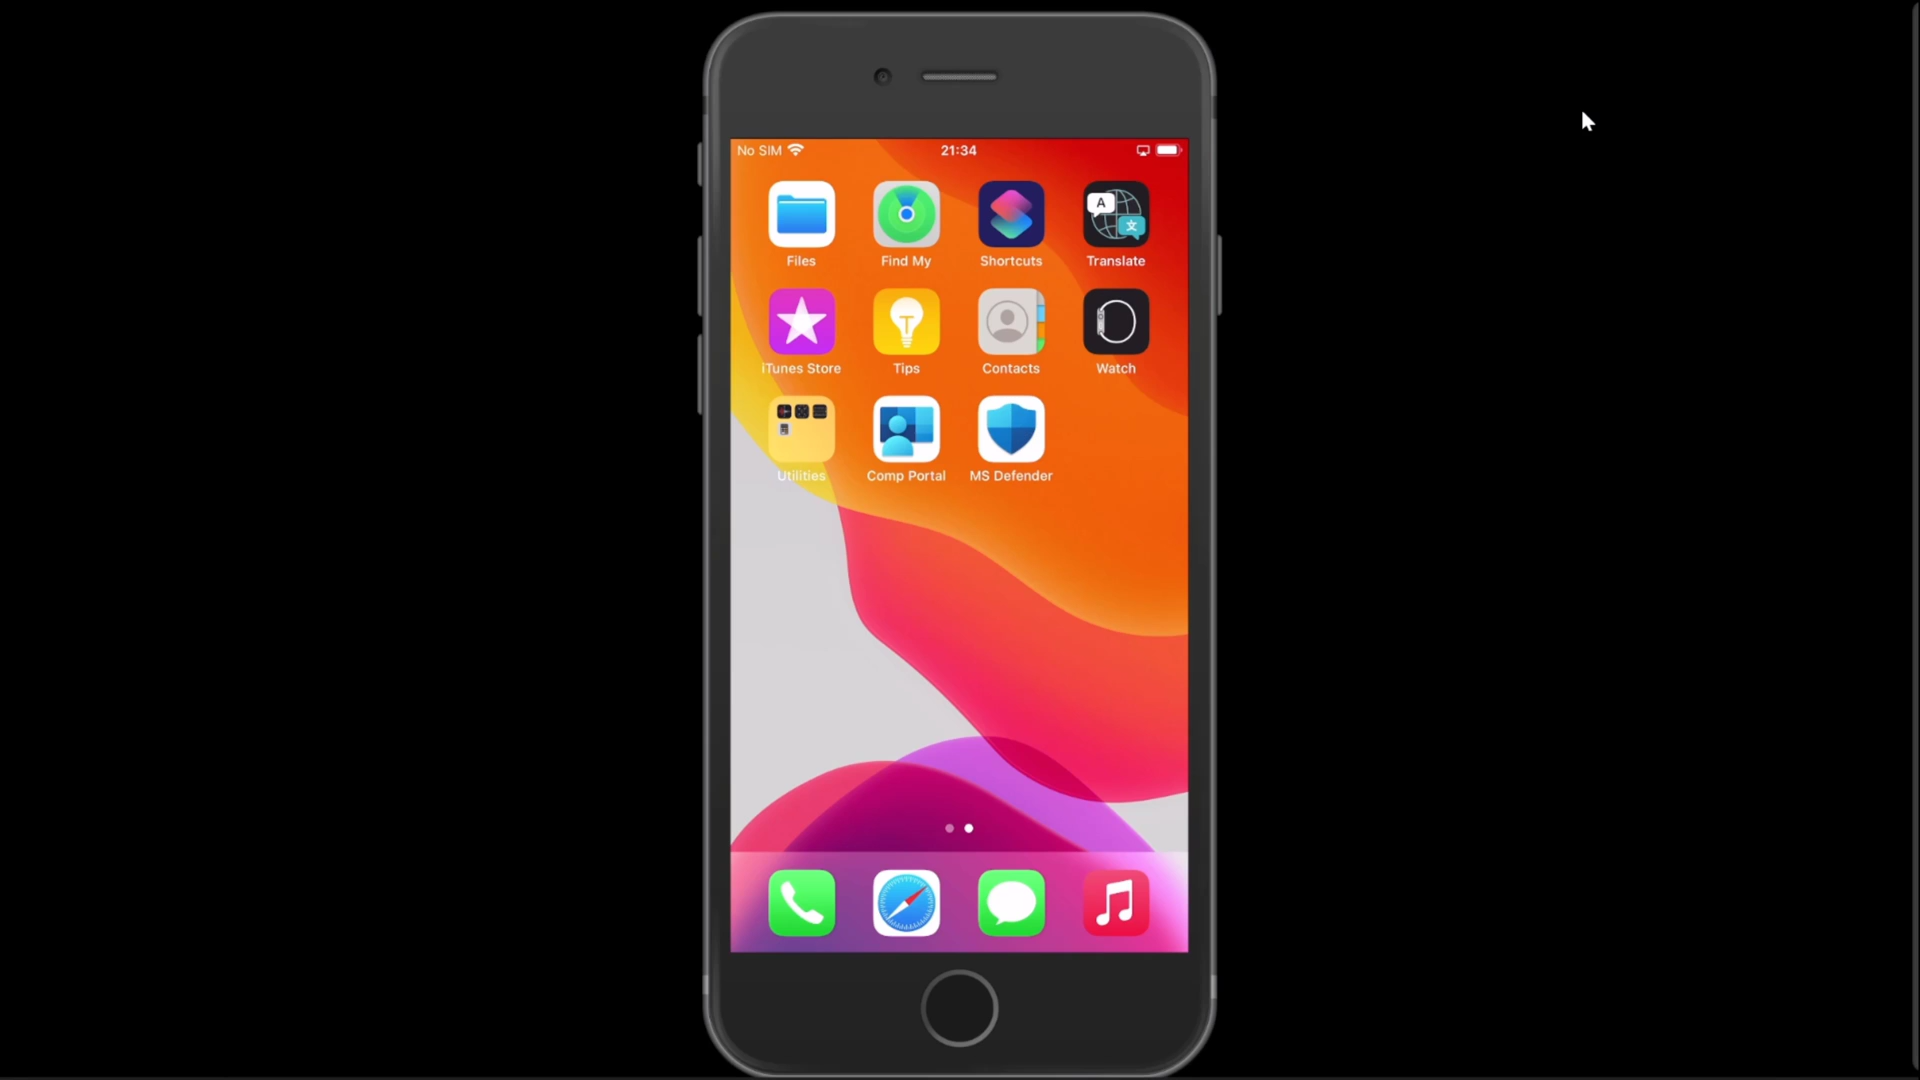 No SIM 21:34
Files Find My Shortcuts Translate
iTunes Store Tips Contacts Watch
Utilities Comp Portal MS Defender